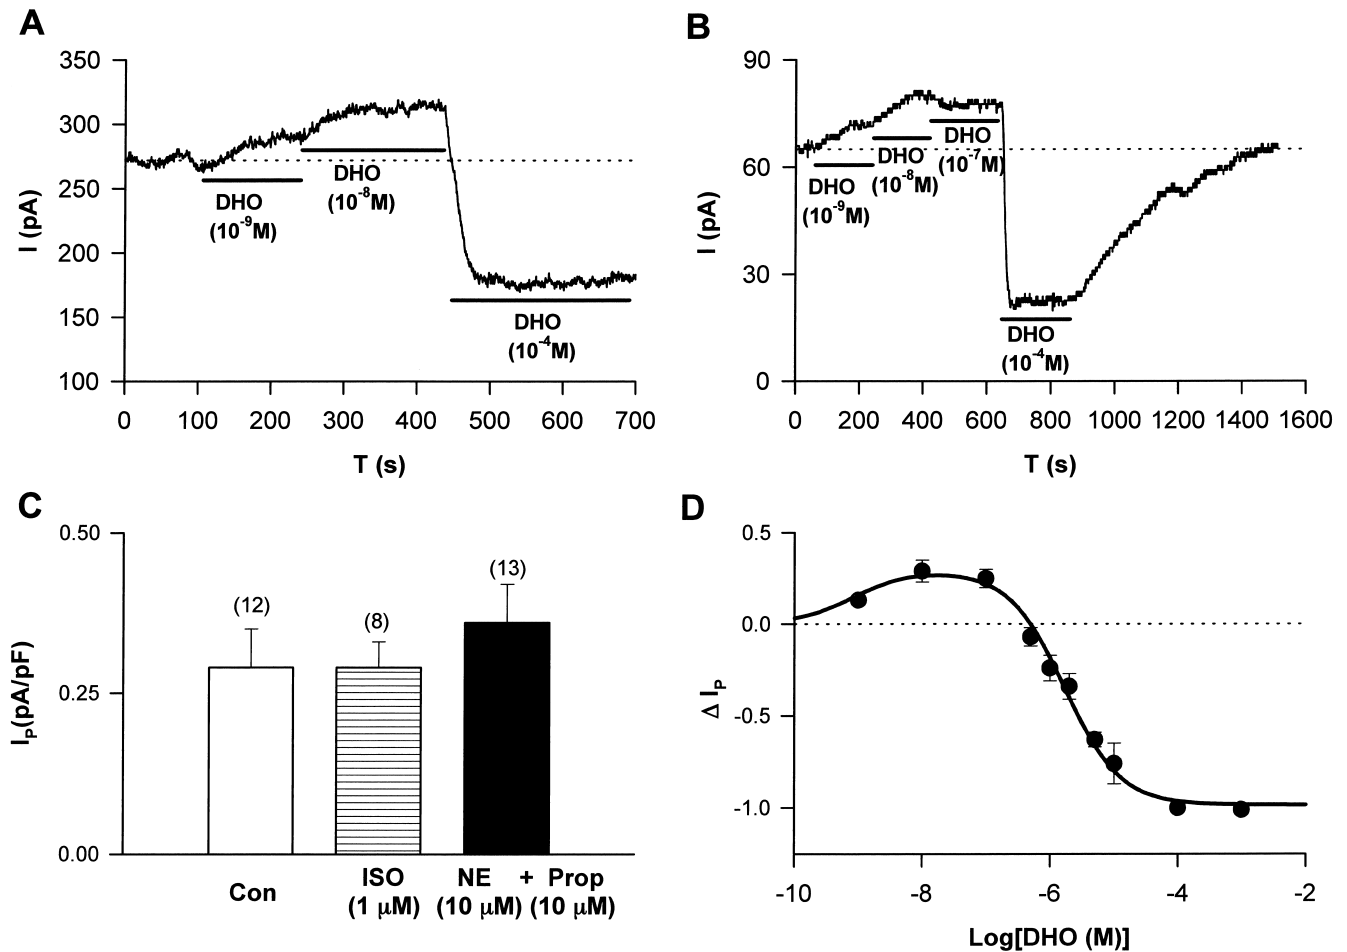 A
350
300
250
200
150
100
I (pA)
DHO
(10⁻⁹M)
DHO
(10⁻⁸M)
DHO
(10⁻⁴M)
0 100 200 300 400 500 600 700
T (s)
B
90
60
30
0
I (pA)
DHO
(10⁻⁹M)
DHO
(10⁻⁸M)
DHO
(10⁻⁷M)
DHO
(10⁻⁴M)
0 200 400 600 800 1000 1200 1400 1600
T (s)
C
0.50
0.25
0.00
I_P(pA/pF)
(12)
(8)
(13)
Con
ISO
(1 μM)
NE + Prop
(10 μM) (10 μM)
D
0.5
0.0
-0.5
-1.0
Δ I_P
-10 -8 -6 -4 -2
Log[DHO (M)]